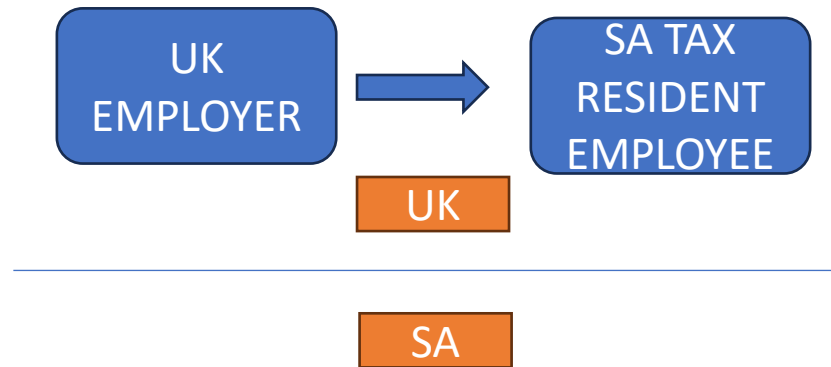 UK
EMPLOYER
SA TAX
RESIDENT
EMPLOYEE
UK
SA